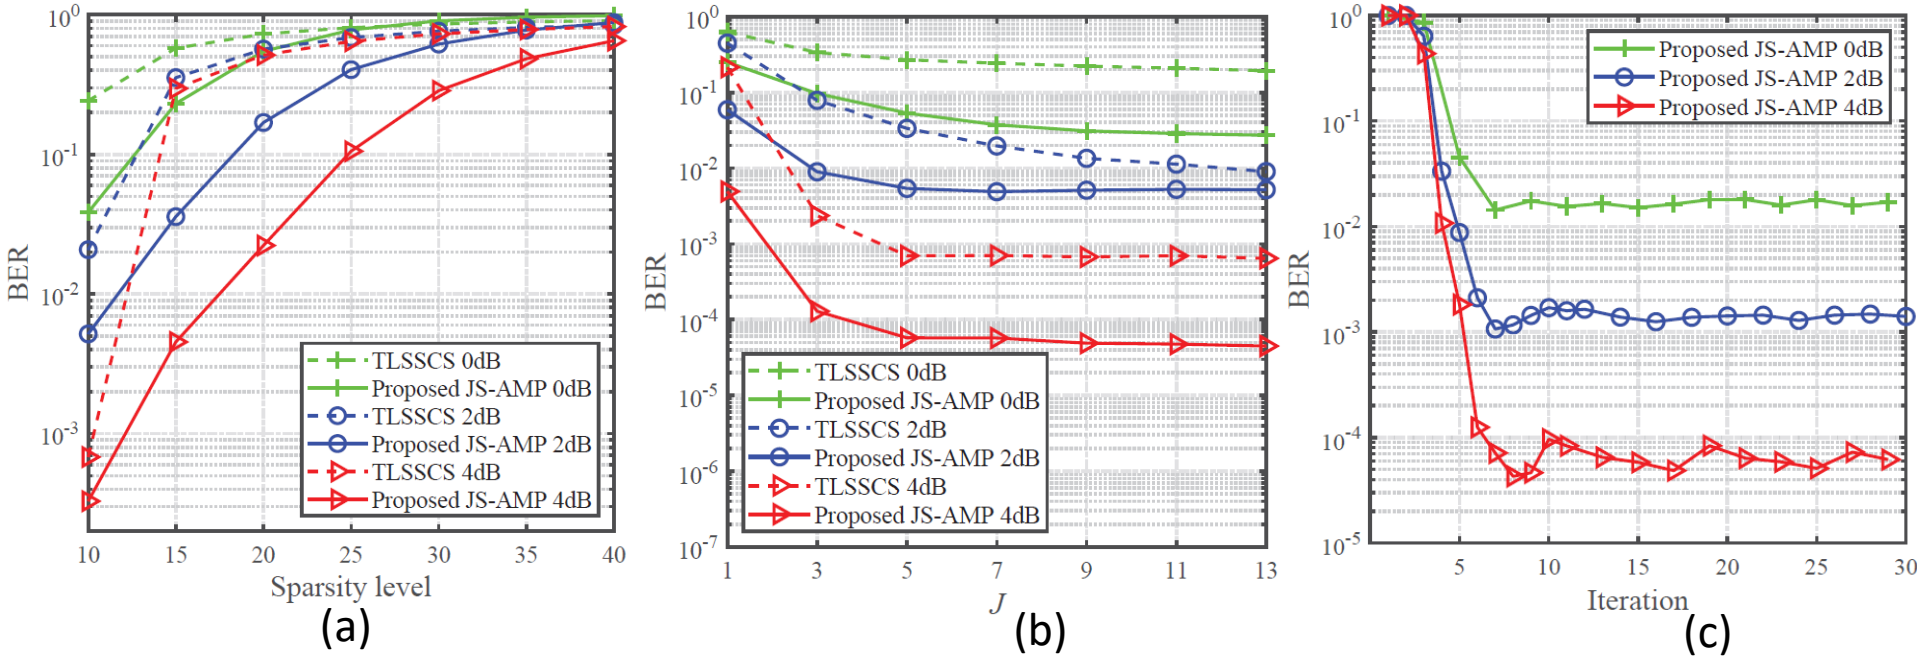 10^0
10^-1
10^-2
10^-3
BER
10
15
20
25
30
35
40
Sparsity level
TLSSCS 0dB
Proposed JS-AMP 0dB
TLSSCS 2dB
Proposed JS-AMP 2dB
TLSSCS 4dB
Proposed JS-AMP 4dB
(a)
10^0
10^-1
10^-2
10^-3
10^-4
10^-5
10^-6
10^-7
BER
1
3
5
7
9
11
13
J
TLSSCS 0dB
Proposed JS-AMP 0dB
TLSSCS 2dB
Proposed JS-AMP 2dB
TLSSCS 4dB
Proposed JS-AMP 4dB
(b)
10^0
10^-1
10^-2
10^-3
10^-4
10^-5
BER
5
10
15
20
25
30
Iteration
Proposed JS-AMP 0dB
Proposed JS-AMP 2dB
Proposed JS-AMP 4dB
(c)